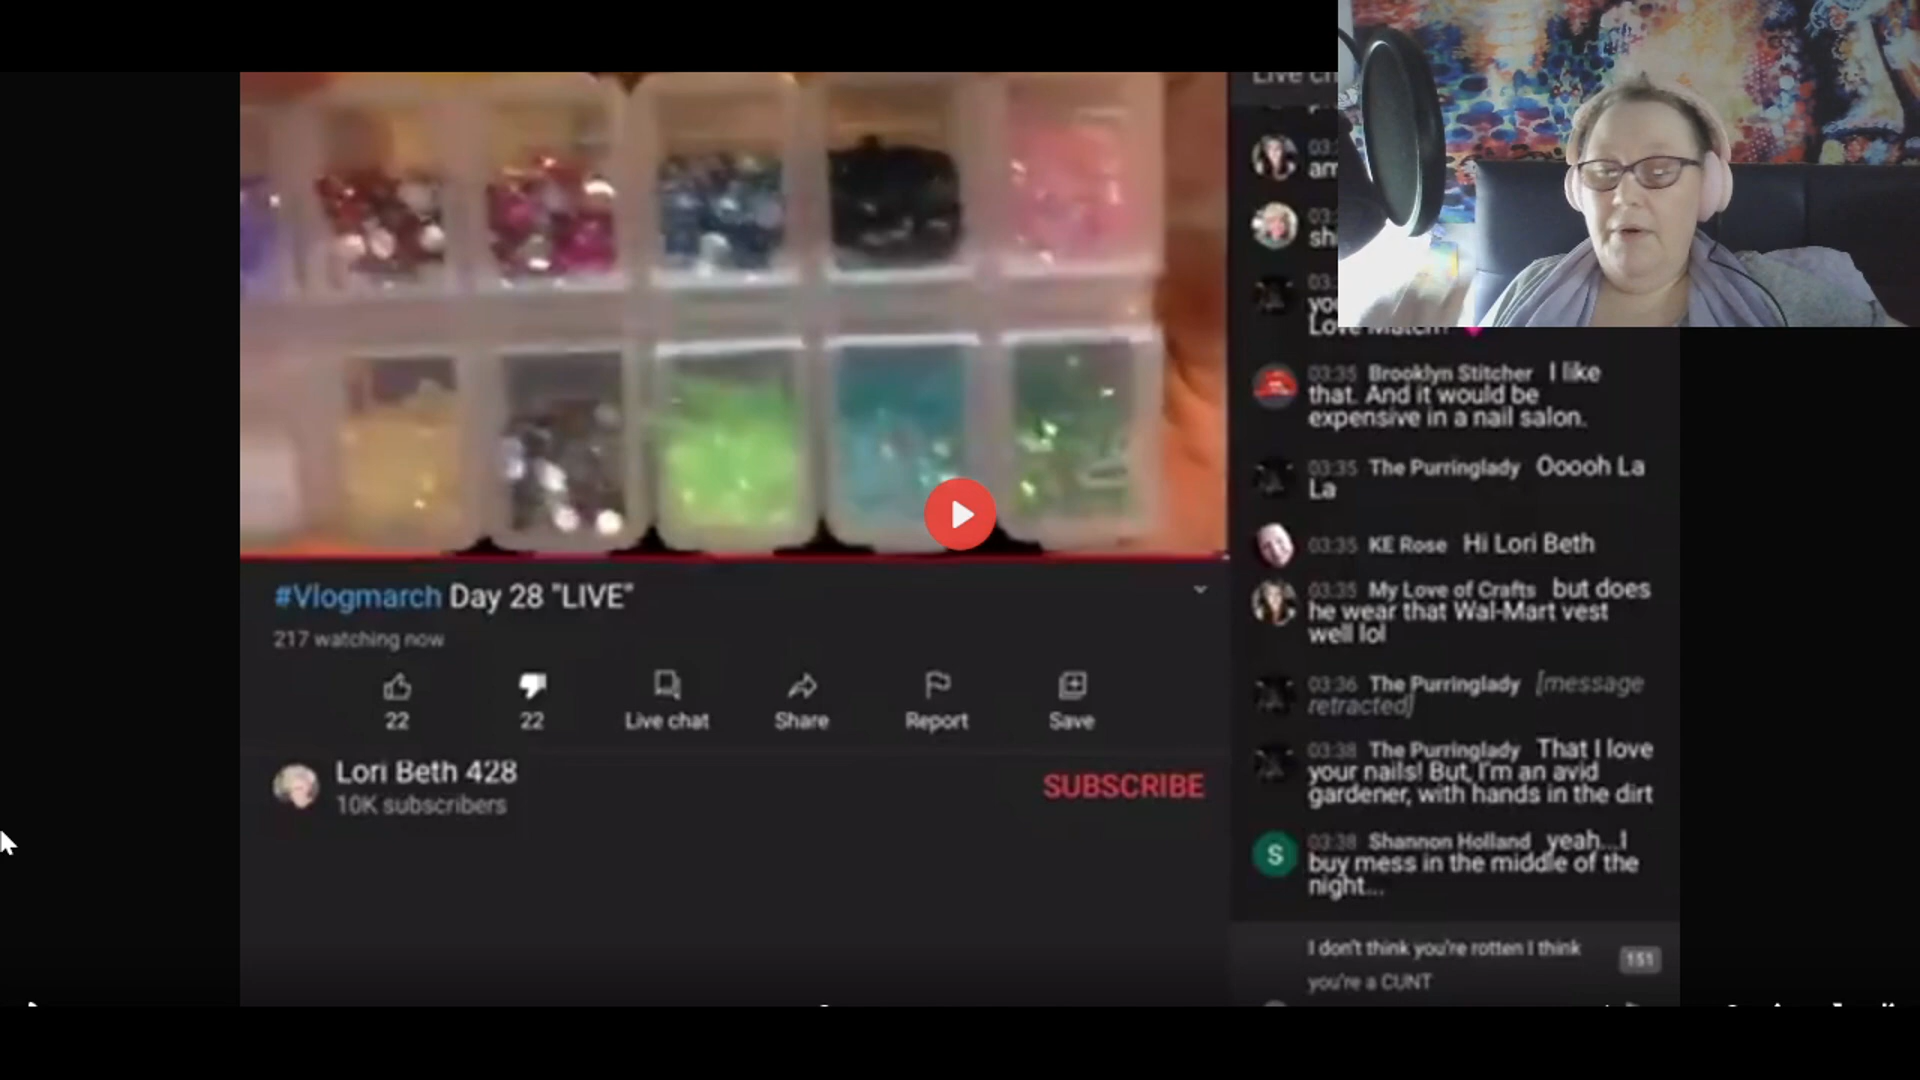 #Vlogmarch Day 28 "LIVE"
217 watching now
22
22
Live chat
Share
Report
Save
Lori Beth 428
10K subscribers
SUBSCRIBE
Live
03:
am
03:
03:
Love Match?
03:35 Brooklyn Stitcher I like
that. And it would be
expensive in a nail salon.
03:35 The Purringlady Ooooh La
La
03:35 KE Rose Hi Lori Beth
03:35 My Love of Crafts but does
he wear that Wal-Mart vest
well lol
03:36 The Purringlady [message
retracted]
03:38 The Purringlady That I love
your nails! But, I'm an avid
gardener, with hands in the dirt
03:38 Shannon Holland yeah...I
buy mess in the middle of the
night...
S
I don't think you're rotten I think
you're a CUNT
151